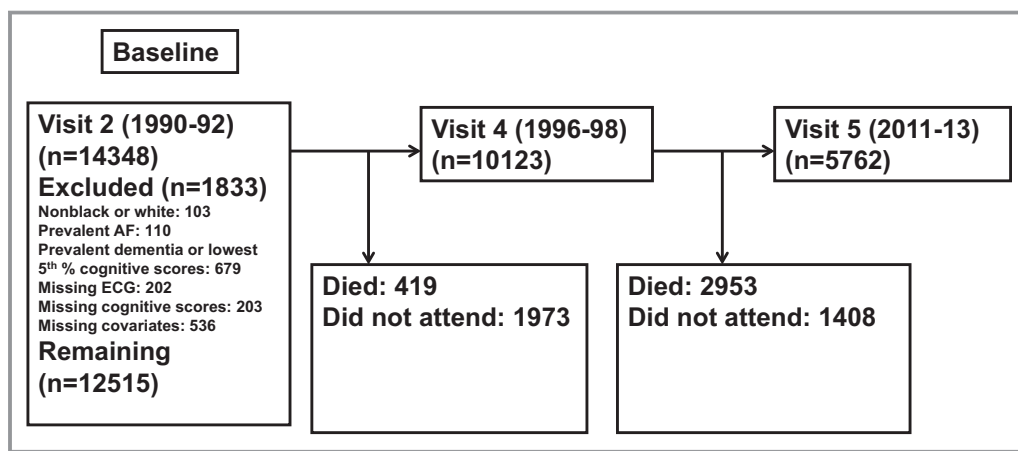 Baseline
Visit 2 (1990-92)
(n=14348)
Excluded (n=1833)
Nonblack or white: 103
Prevalent AF: 110
Prevalent dementia or lowest
5th % cognitive scores: 679
Missing ECG: 202
Missing cognitive scores: 203
Missing covariates: 536
Remaining
(n=12515)
Visit 4 (1996-98)
(n=10123)
Visit 5 (2011-13)
(n=5762)
Died: 419
Did not attend: 1973
Died: 2953
Did not attend: 1408